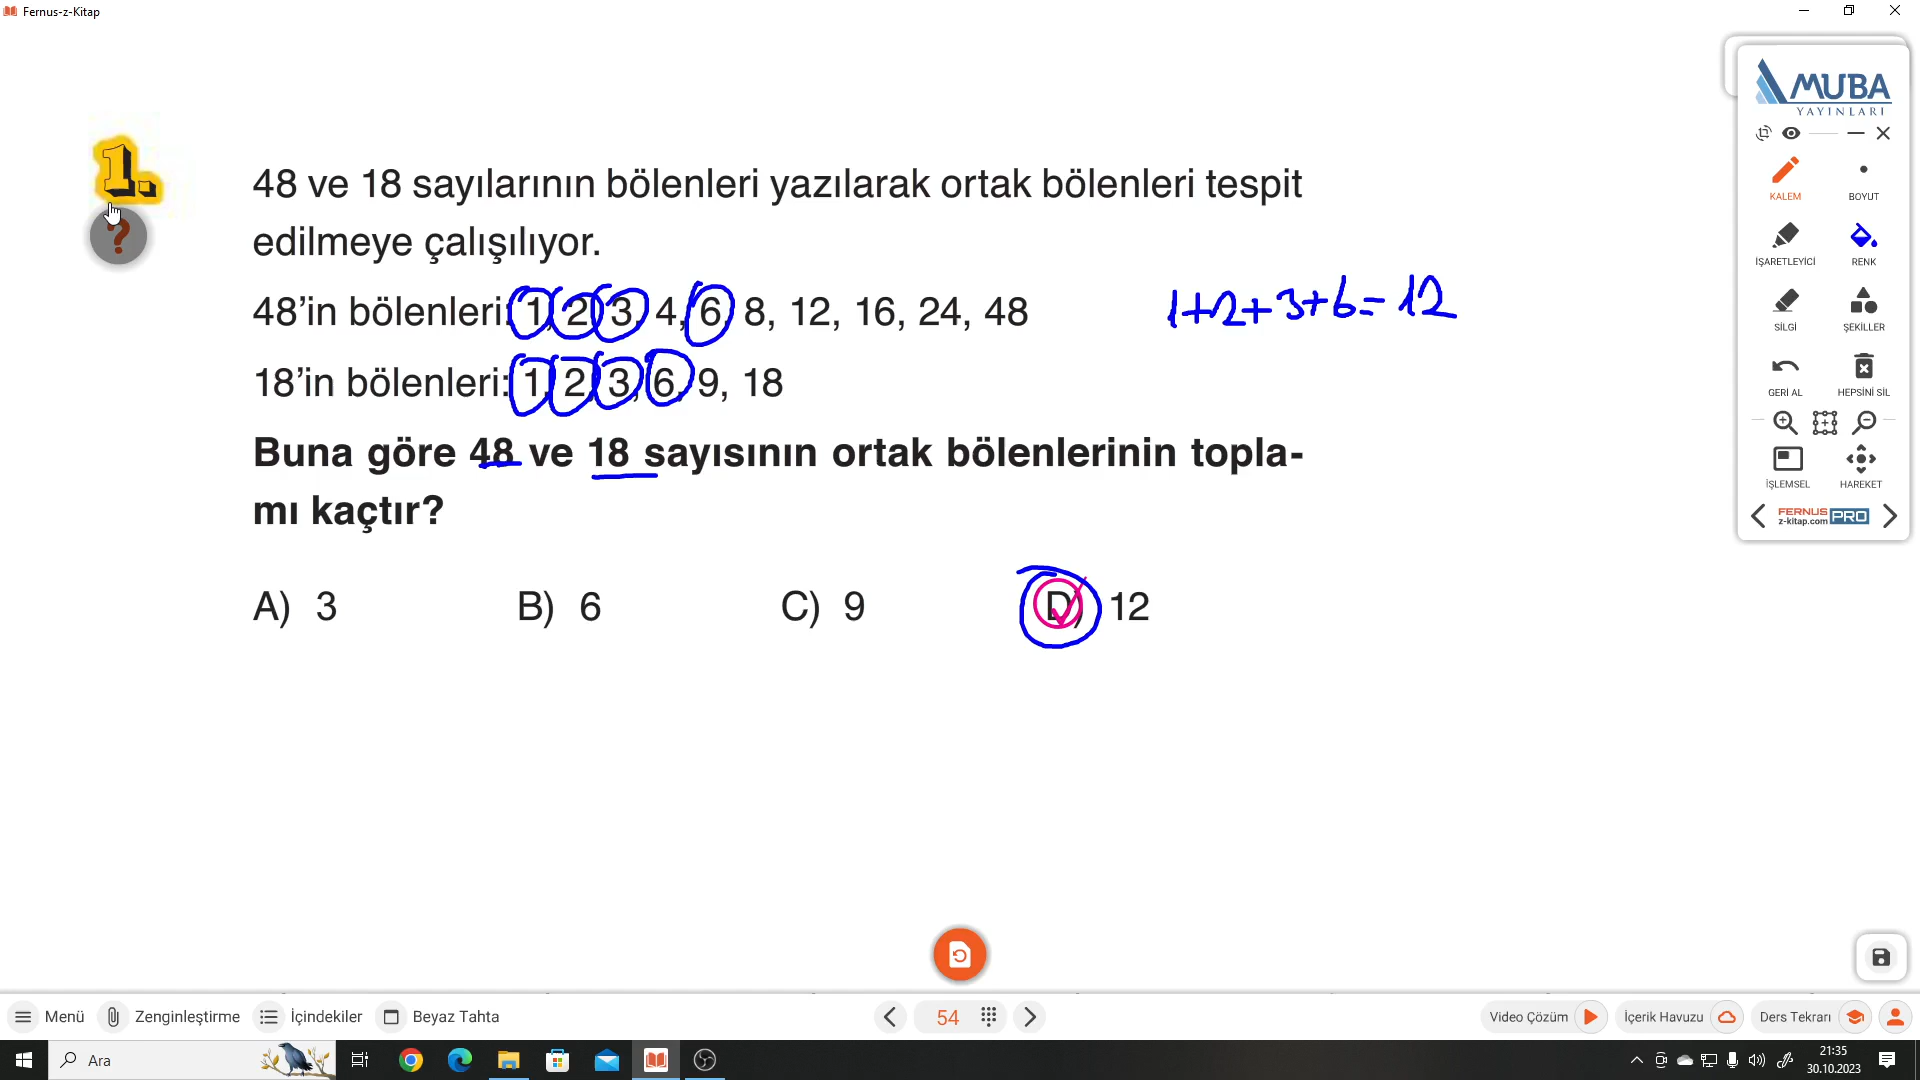 Fernus-z-Kitap
MUBA
YAYINLARI
1.
?
48 ve 18 sayılarının bölenleri yazılarak ortak bölenleri tespit
edilmeye çalışılıyor.
48’in bölenleri: 1, 2, 3, 4, 6, 8, 12, 16, 24, 48
1+2+3+6=12
18’in bölenleri: 1, 2, 3, 6, 9, 18
Buna göre 48 ve 18 sayısının ortak bölenlerinin topla-
mı kaçtır?
A) 3 B) 6 C) 9 D) 12
KALEM BOYUT
İŞARETLEYİCİ RENK
SİLGİ ŞEKİLLER
GERİ AL HEPSİNİ SİL
İŞLEMSEL HAREKET
FERNUS
z-kitap.com PRO
Menü Zenginleştirme İçindekiler Beyaz Tahta 54 Video Çözüm İçerik Havuzu Ders Tekrarı
Ara
21:35
30.10.2023